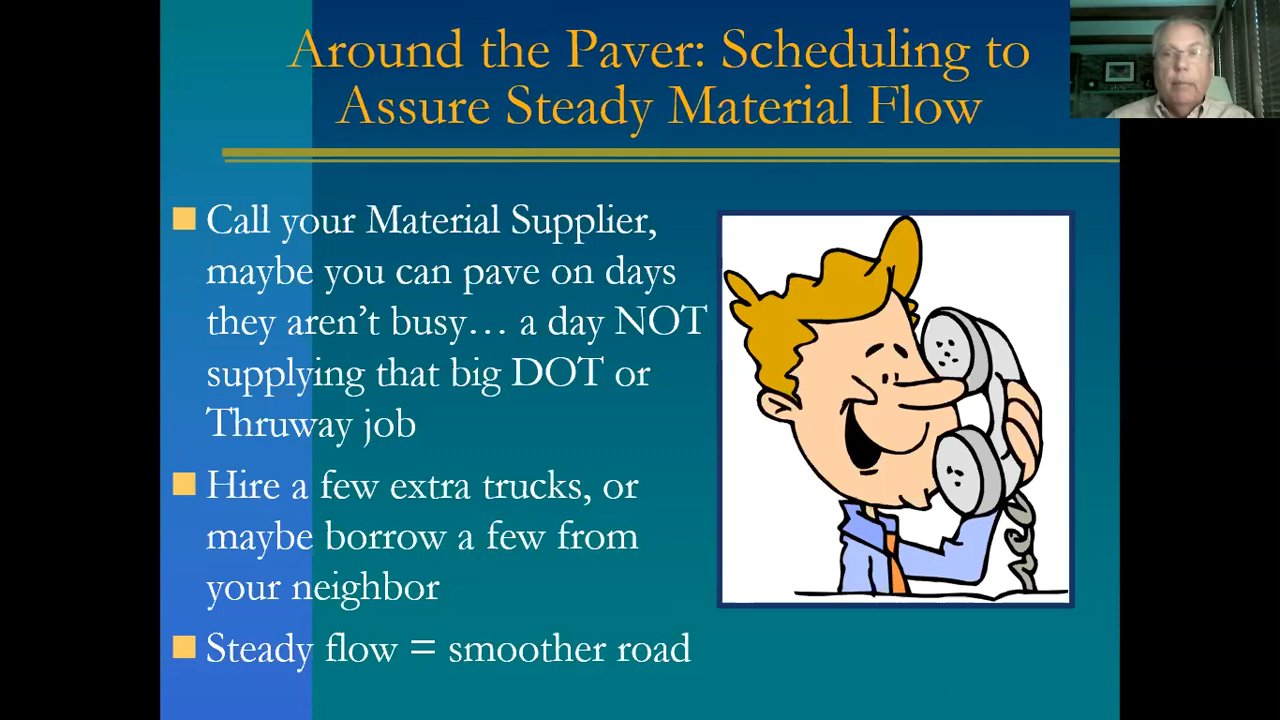 Around the Paver: Scheduling to
Assure Steady Material Flow
Call your Material Supplier,
maybe you can pave on days
they aren't busy… a day NOT
supplying that big DOT or
Thruway job
Hire a few extra trucks, or
maybe borrow a few from
your neighbor
Steady flow = smoother road